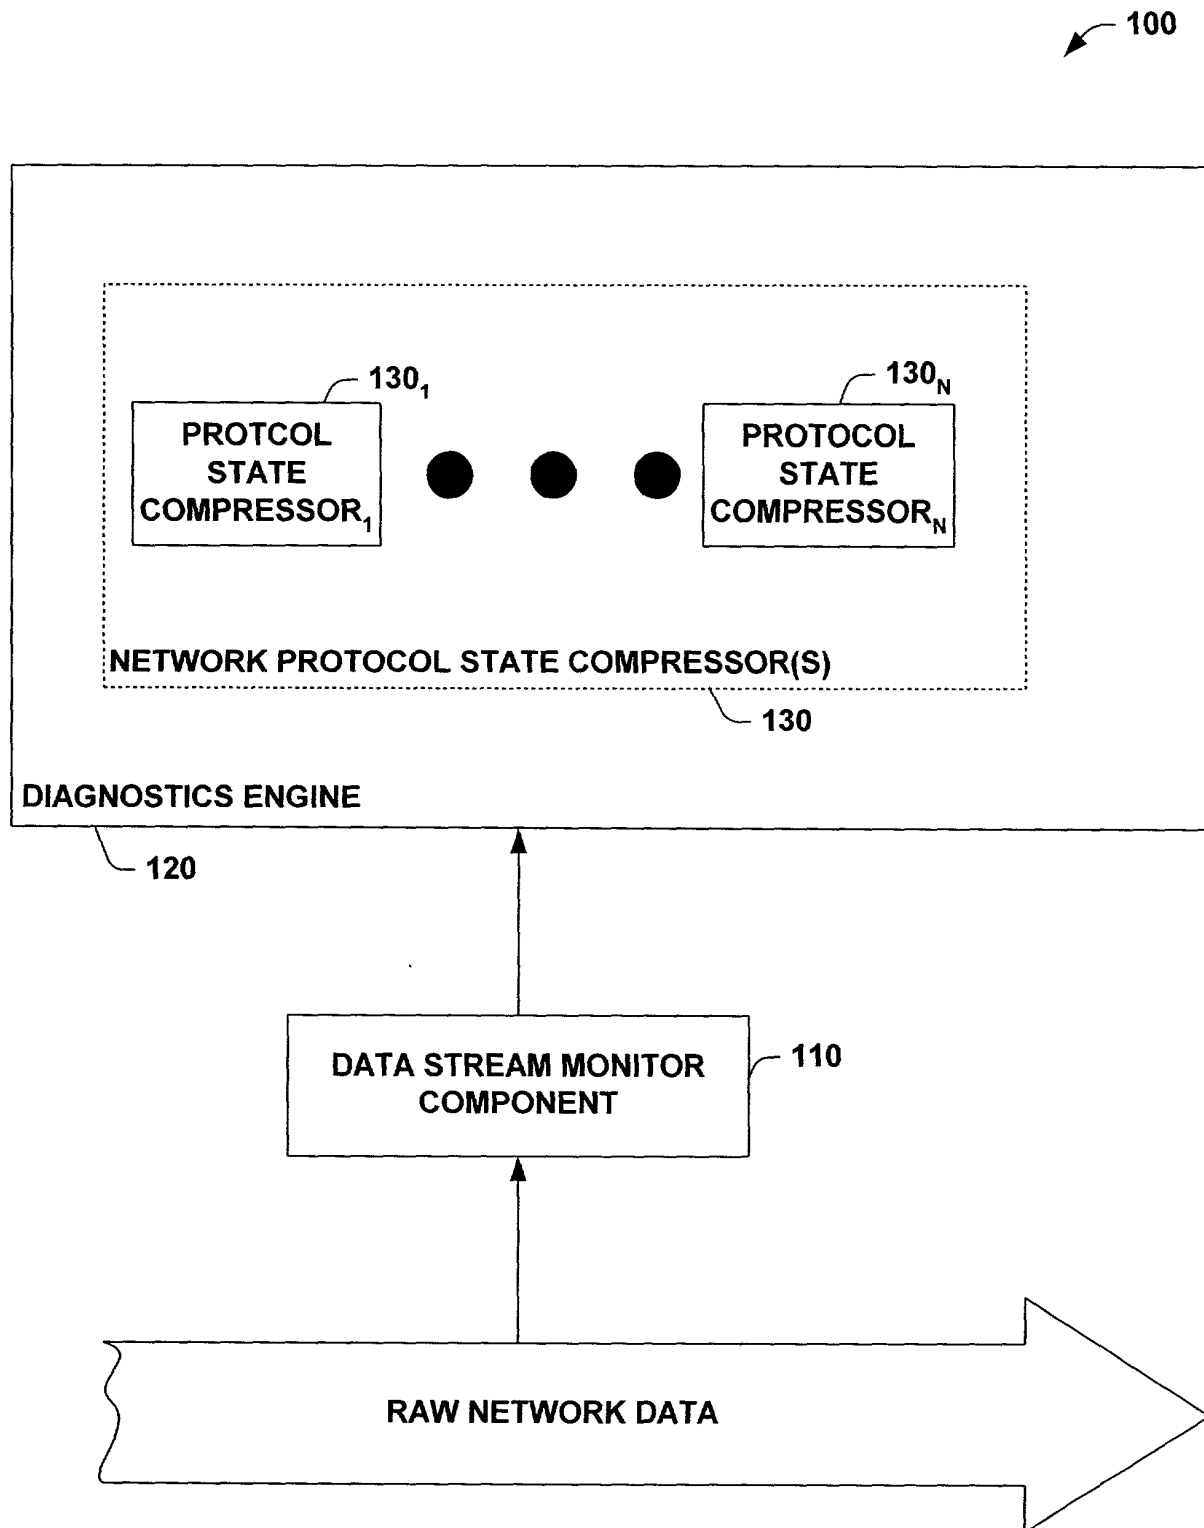 100
130₁
130ₙ
PROTCOL
STATE
COMPRESSOR₁
PROTOCOL
STATE
COMPRESSORₙ
NETWORK PROTOCOL STATE COMPRESSOR(S)
130
DIAGNOSTICS ENGINE
120
DATA STREAM MONITOR
COMPONENT
110
RAW NETWORK DATA